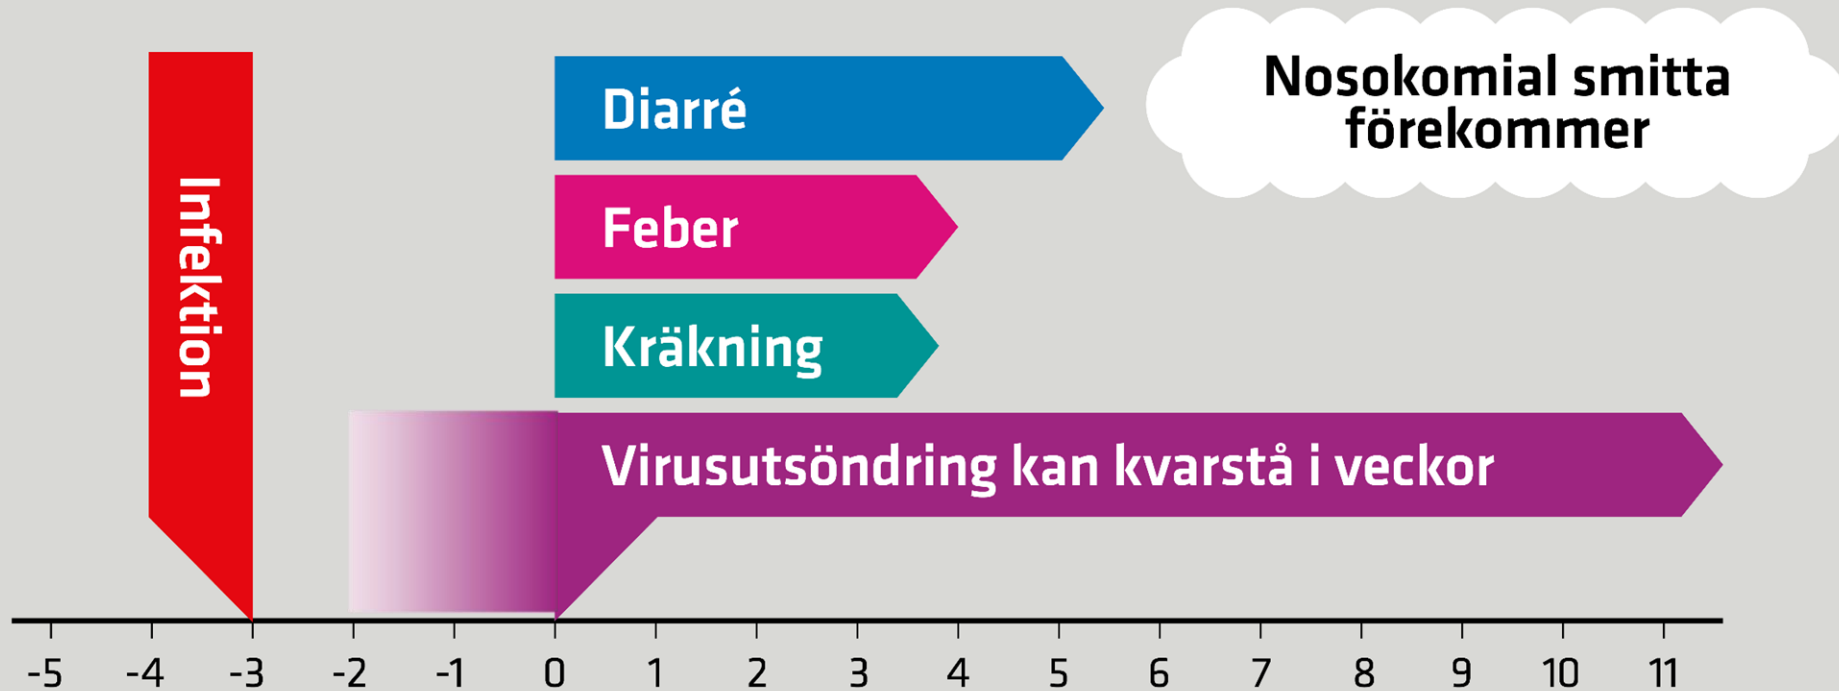 Infektion
Diarré
Feber
Kräkning
Virusutsöndring kan kvarstå i veckor
Nosokomial smitta
förekommer
-5 -4 -3 -2 -1 0 1 2 3 4 5 6 7 8 9 10 11